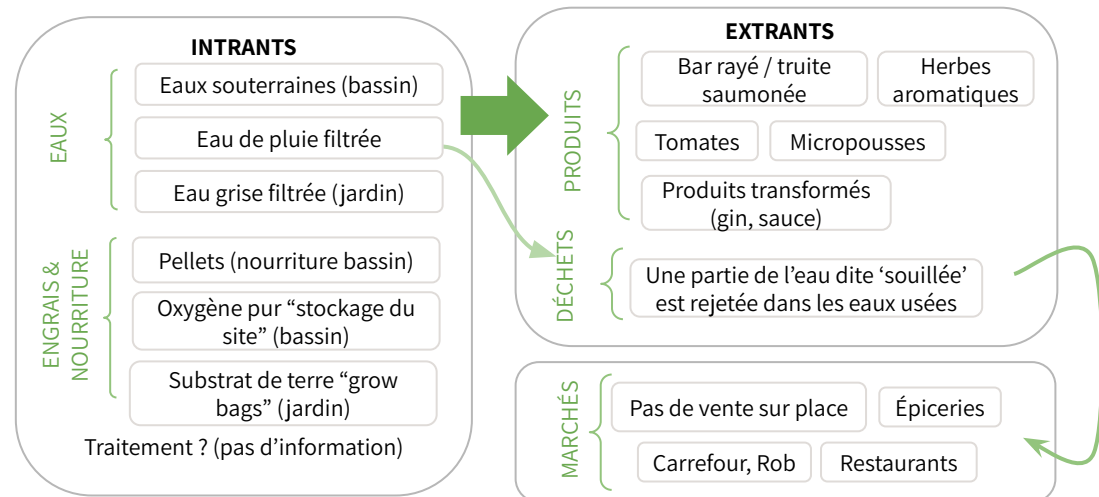 INTRANTS
EAUX
Eaux souterraines (bassin)
Eau de pluie filtrée
Eau grise filtrée (jardin)
ENGRAIS &
NOURRITURE
Pellets (nourriture bassin)
Oxygène pur “stockage du
site” (bassin)
Substrat de terre “grow
bags” (jardin)
Traitement ? (pas d’information)
EXTRANTS
PRODUITS
Bar rayé / truite
saumonée
Herbes
aromatiques
Tomates
Micropousses
Produits transformés
(gin, sauce)
DÉCHETS
Une partie de l’eau dite ‘souillée’
est rejetée dans les eaux usées
MARCHÉS
Pas de vente sur place
Épiceries
Carrefour, Rob
Restaurants